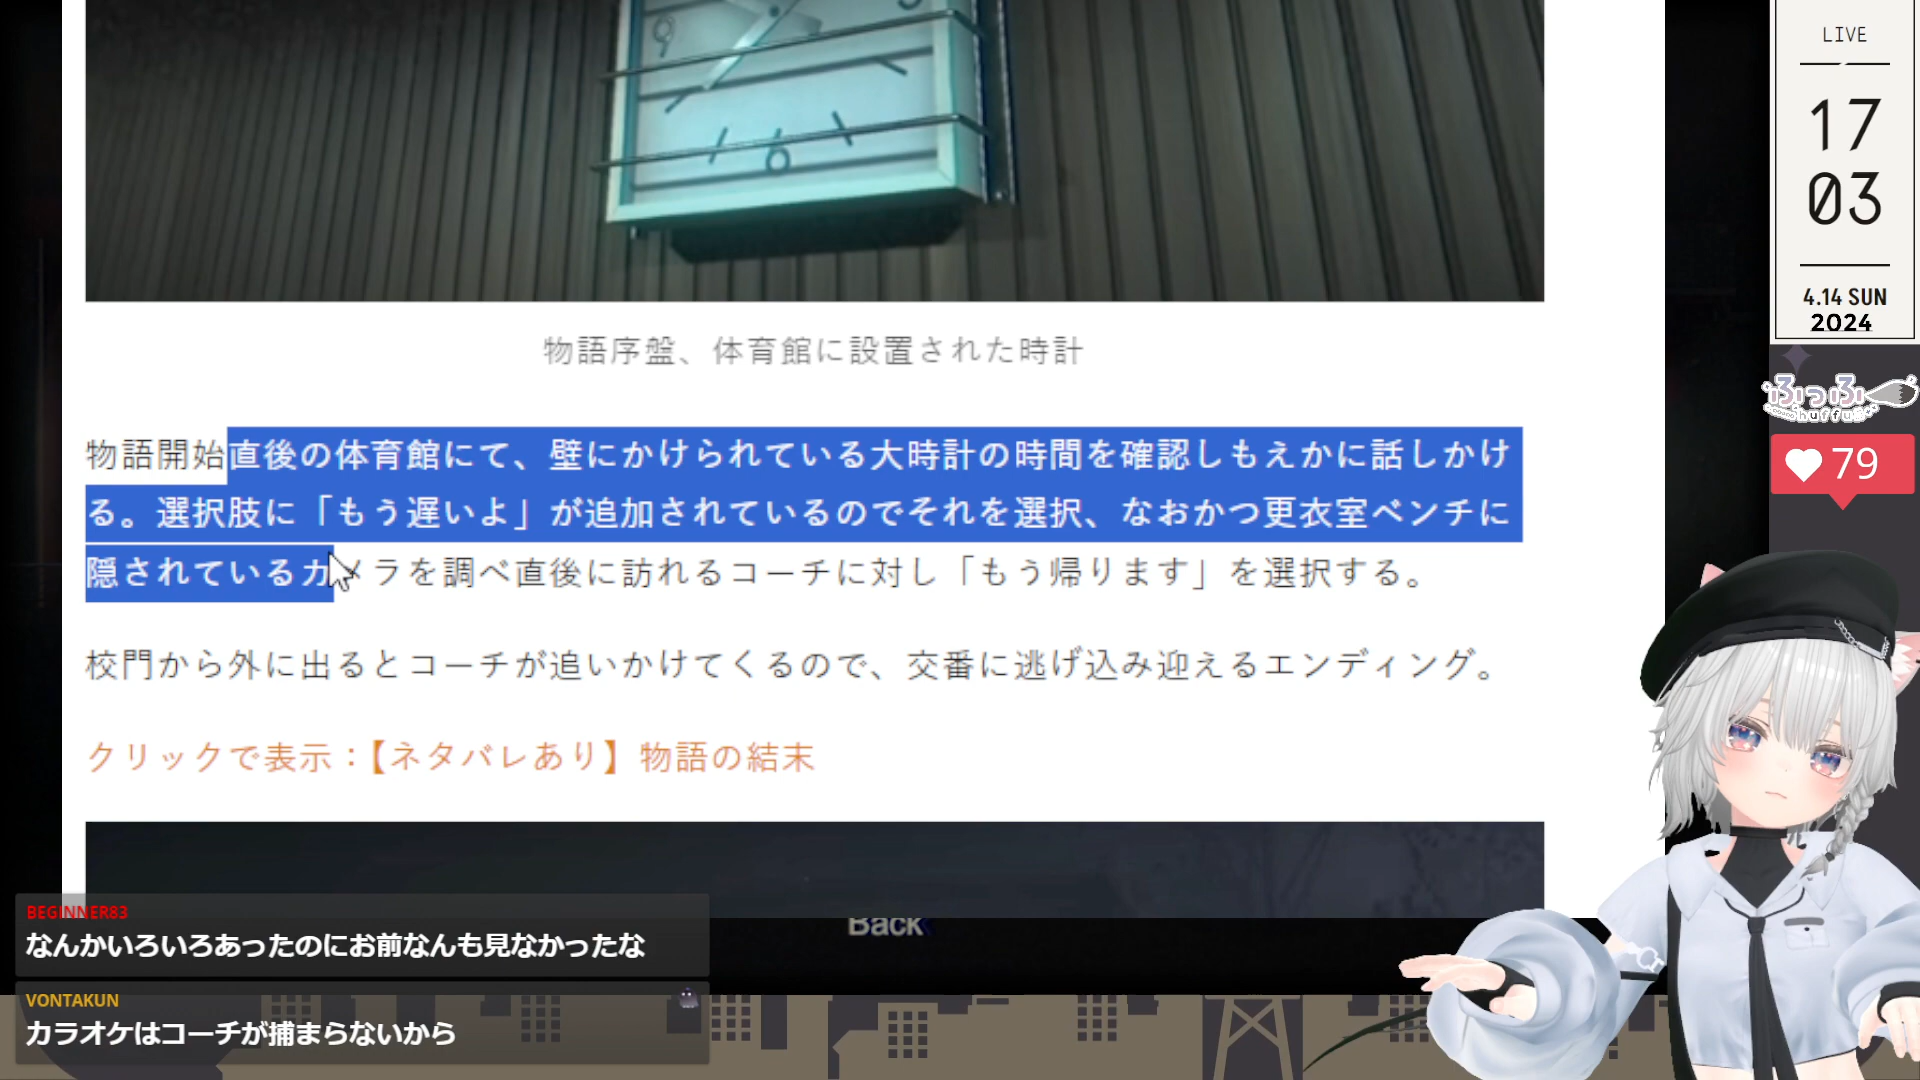 9
6
物語序盤、体育館に設置された時計
物語開始直後の体育館にて、壁にかけられている大時計の時間を確認しもえかに話しかけ
る。選択肢に「もう遅いよ」が追加されているのでそれを選択、なおかつ更衣室ベンチに
隠されているカメラを調べ直後に訪れるコーチに対し「もう帰ります」を選択する。
校門から外に出るとコーチが追いかけてくるので、交番に逃げ込み迎えるエンディング。
クリックで表示：【ネタバレあり】物語の結末
Back
BEGINNER83
なんかいろいろあったのにお前なんも見なかったな
VONTAKUN
カラオケはコーチが捕まらないから
LIVE
17
03
4.14 SUN
2024
ふっふ
79